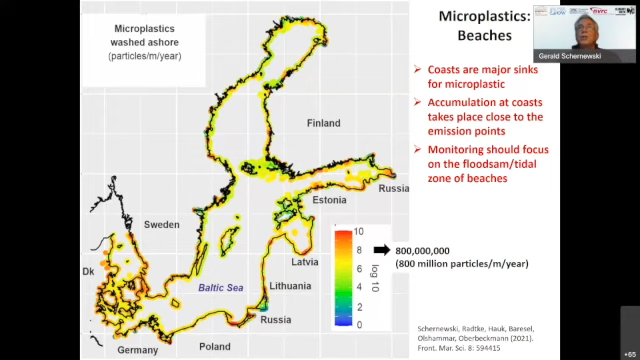 Microplastics
washed ashore
(particles/m/year)
Microplastics:
Beaches
Gerald Schernewski
➢ Coasts are major sinks
for microplastic
➢ Accumulation at coasts
takes place close to the
emission points
➢ Monitoring should focus
on the floodsam/tidal
zone of beaches
Finland
Russia
Estonia
Sweden
Latvia
Dk
Baltic Sea
Lithuania
Russia
Poland
Germany
10
8
6
4
2
0
log 10
800,000,000
(800 million particles/m/year)
Schernewski, Radtke, Hauk, Baresel,
Olshammar, Oberbeckmann (2021).
Front. Mar. Sci. 8: 594415
+65